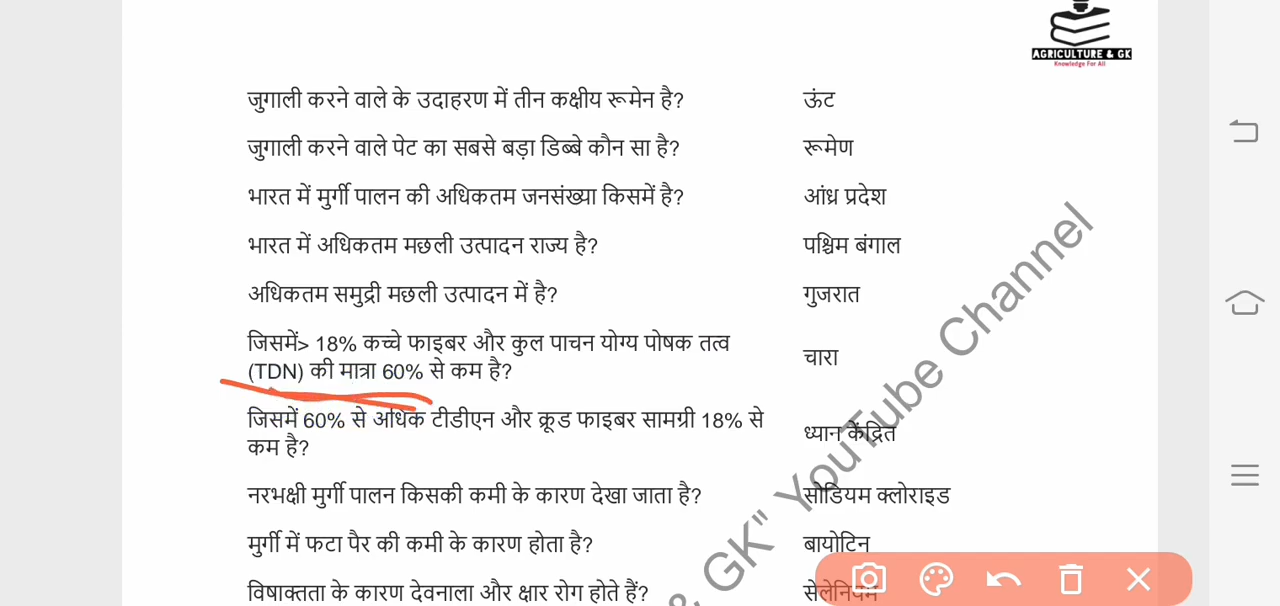 AGRICULTURE & GK
Knowledge For All
जुगाली करने वाले के उदाहरण में तीन कक्षीय रूमेन है? ऊंट
जुगाली करने वाले पेट का सबसे बड़ा डिब्बे कौन सा है? रूमेण
भारत में मुर्गी पालन की अधिकतम जनसंख्या किसमें है? आंध्र प्रदेश
भारत में अधिकतम मछली उत्पादन राज्य है? पश्चिम बंगाल
अधिकतम समुद्री मछली उत्पादन में है? गुजरात
जिसमें> 18% कच्चे फाइबर और कुल पाचन योग्य पोषक तत्व
(TDN) की मात्रा 60% से कम है? चारा
जिसमें 60% से अधिक टीडीएन और क्रूड फाइबर सामग्री 18% से
कम है? ध्यान केंद्रित
नरभक्षी मुर्गी पालन किसकी कमी के कारण देखा जाता है? सोडियम क्लोराइड
मुर्गी में फटा पैर की कमी के कारण होता है? बायोटिन
विषाक्तता के कारण देवनाला और क्षार रोग होते हैं? सेलेनियम
& GK" YouTube Channel